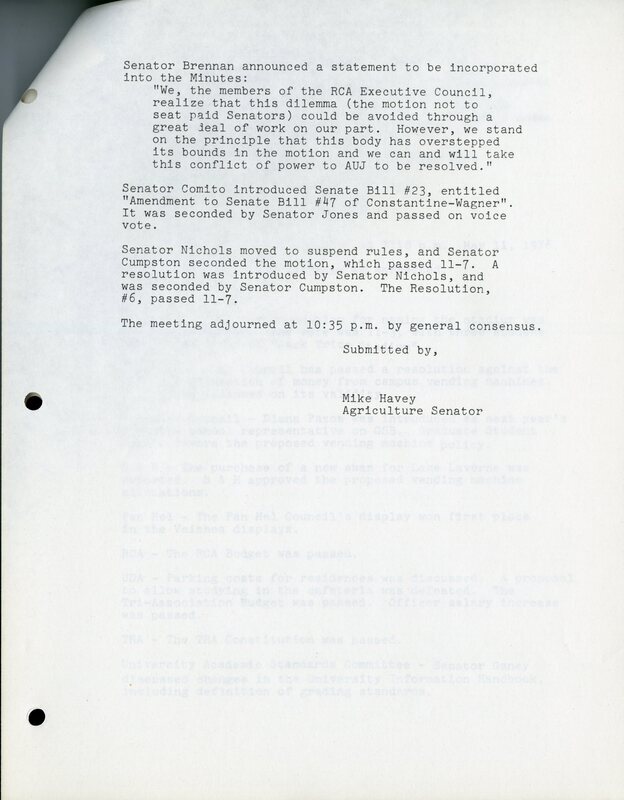 Senator Brennan announced a statement to be incorporated
into the Minutes:
"We, the members of the RCA Executive Council,
realize that this dilemma (the motion not to
seat paid Senators) could be avoided through a
great deal of work on our part. However, we stand
on the principle that this body has overstepped
its bounds in the motion and we can and will take
this conflict of power to AUJ to be resolved."
Senator Comito introduced Senate Bill #23, entitled
"Amendment to Senate Bill #47 of Constantine-Wagner".
It was seconded by Senator Jones and passed on voice
vote.
Senator Nichols moved to suspend rules, and Senator
Cumpston seconded the motion, which passed 11-7. A
resolution was introduced by Senator Nichols, and
was seconded by Senator Cumpston. The Resolution,
#6, passed 11-7.
The meeting adjourned at 10:35 p.m. by general consensus.
Submitted by,
Mike Havey
Agriculture Senator